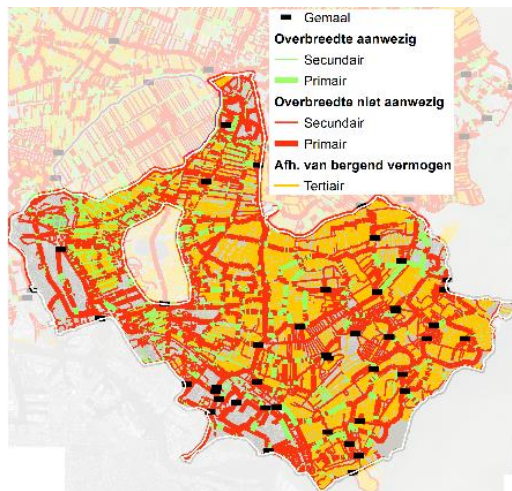 Gemaal
Overbreedte aanwezig
Secundair
Primair
Overbreedte niet aanwezig
Secundair
Primair
Afh. van bergend vermogen
Tertiair